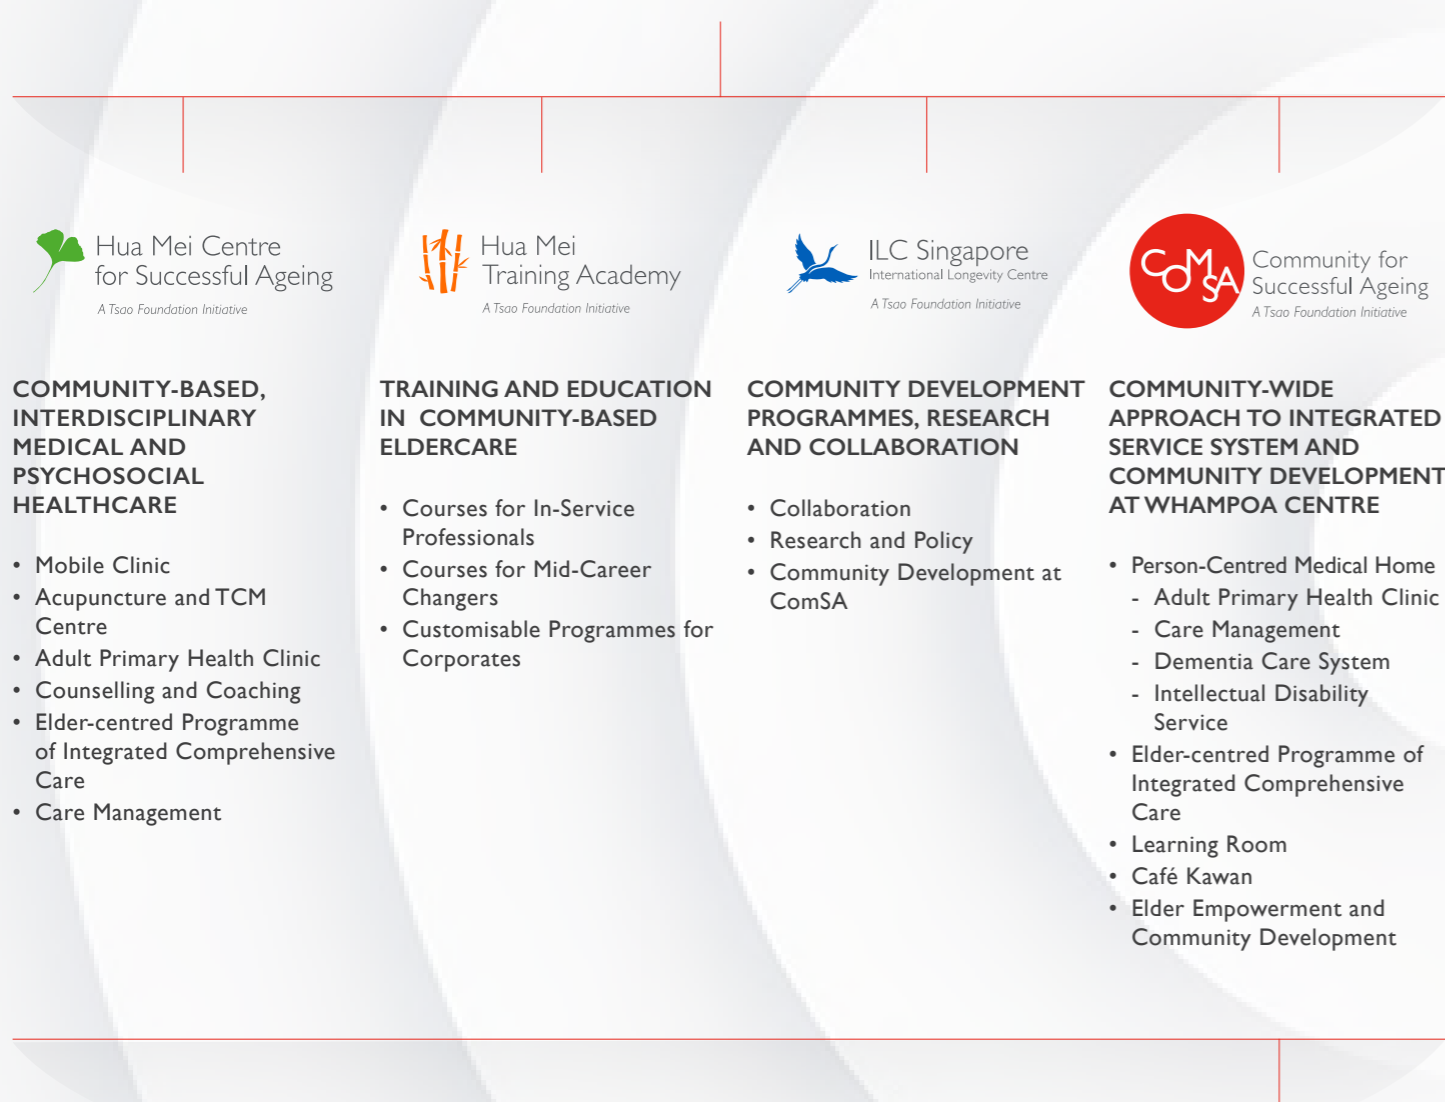 Hua Mei Centre
for Successful Ageing
A Tsao Foundation Initiative
COMMUNITY-BASED,
INTERDISCIPLINARY
MEDICAL AND
PSYCHOSOCIAL
HEALTHCARE
• Mobile Clinic
• Acupuncture and TCM
Centre
• Adult Primary Health Clinic
• Counselling and Coaching
• Elder-centred Programme
of Integrated Comprehensive
Care
• Care Management
Hua Mei
Training Academy
A Tsao Foundation Initiative
TRAINING AND EDUCATION
IN COMMUNITY-BASED
ELDERCARE
• Courses for In-Service
Professionals
• Courses for Mid-Career
Changers
• Customisable Programmes for
Corporates
ILC Singapore
International Longevity Centre
A Tsao Foundation Initiative
COMMUNITY DEVELOPMENT
PROGRAMMES, RESEARCH
AND COLLABORATION
• Collaboration
• Research and Policy
• Community Development at
ComSA
CoMSA
Community for
Successful Ageing
A Tsao Foundation Initiative
COMMUNITY-WIDE
APPROACH TO INTEGRATED
SERVICE SYSTEM AND
COMMUNITY DEVELOPMENT
AT WHAMPOA CENTRE
• Person-Centred Medical Home
- Adult Primary Health Clinic
- Care Management
- Dementia Care System
- Intellectual Disability
Service
• Elder-centred Programme of
Integrated Comprehensive
Care
• Learning Room
• Café Kawan
• Elder Empowerment and
Community Development